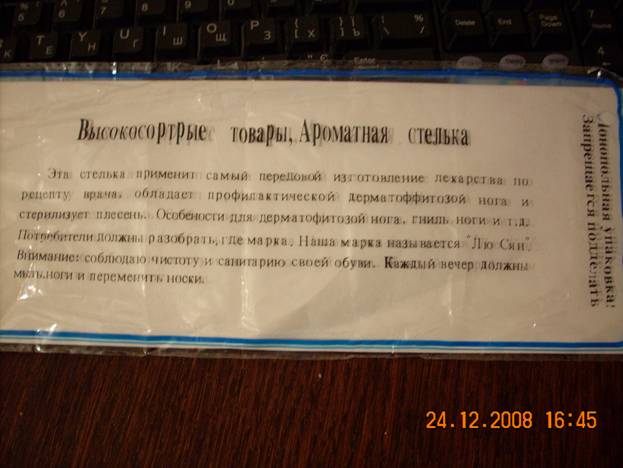 Высокосортрые товары, Ароматная стелька
Эта стелька применит самый передовой изготовление лекарства по
рецепту врача, обладает профилактической дерматоффитозой нога и
стерилизует плесень. Особености для дерматофитозой нога, гниль ноги и т.д.
Потребители должны разобрать, где марка. Наша марка называется "Лю Сян".
Внимание: соблюдаю чистоту и санитарию своей обуви. Каждый вечер должны
мыть ноги и переменить носки.
упаковка!
Запрещается подделать
24.12.2008 16:45